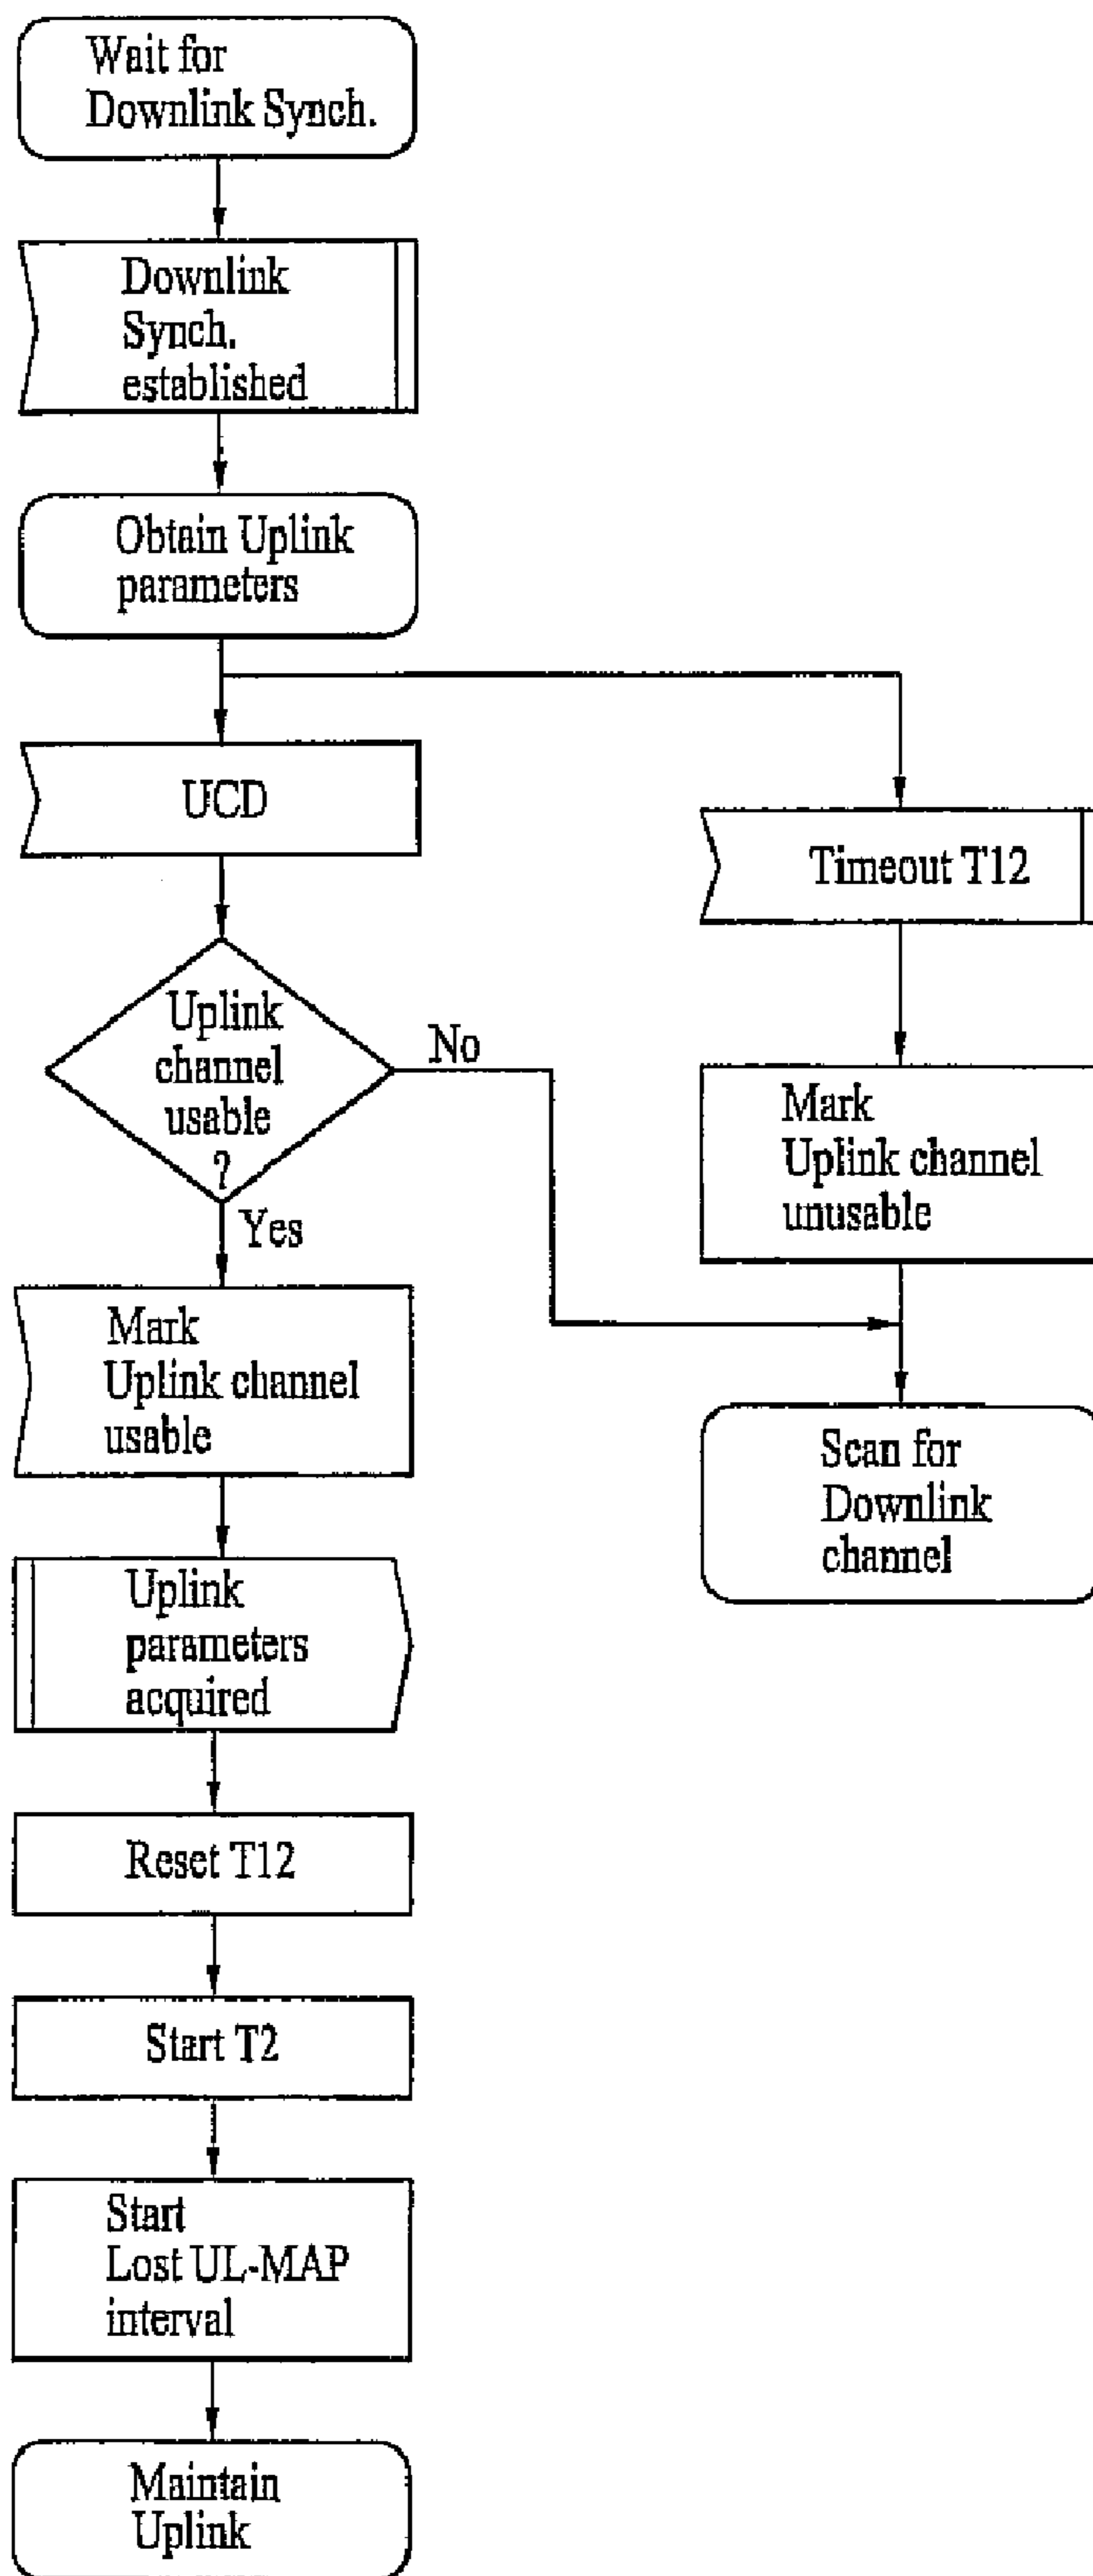 Wait for
Downlink Synch.
Downlink
Synch.
established
Obtain Uplink
parameters
UCD
Timeout T12
Uplink
channel
usable
?
No
Yes
Mark
Uplink channel
unusable
Mark
Uplink channel
usable
Scan for
Downlink
channel
Uplink
parameters
acquired
Reset T12
Start T2
Start
Lost UL-MAP
interval
Maintain
Uplink